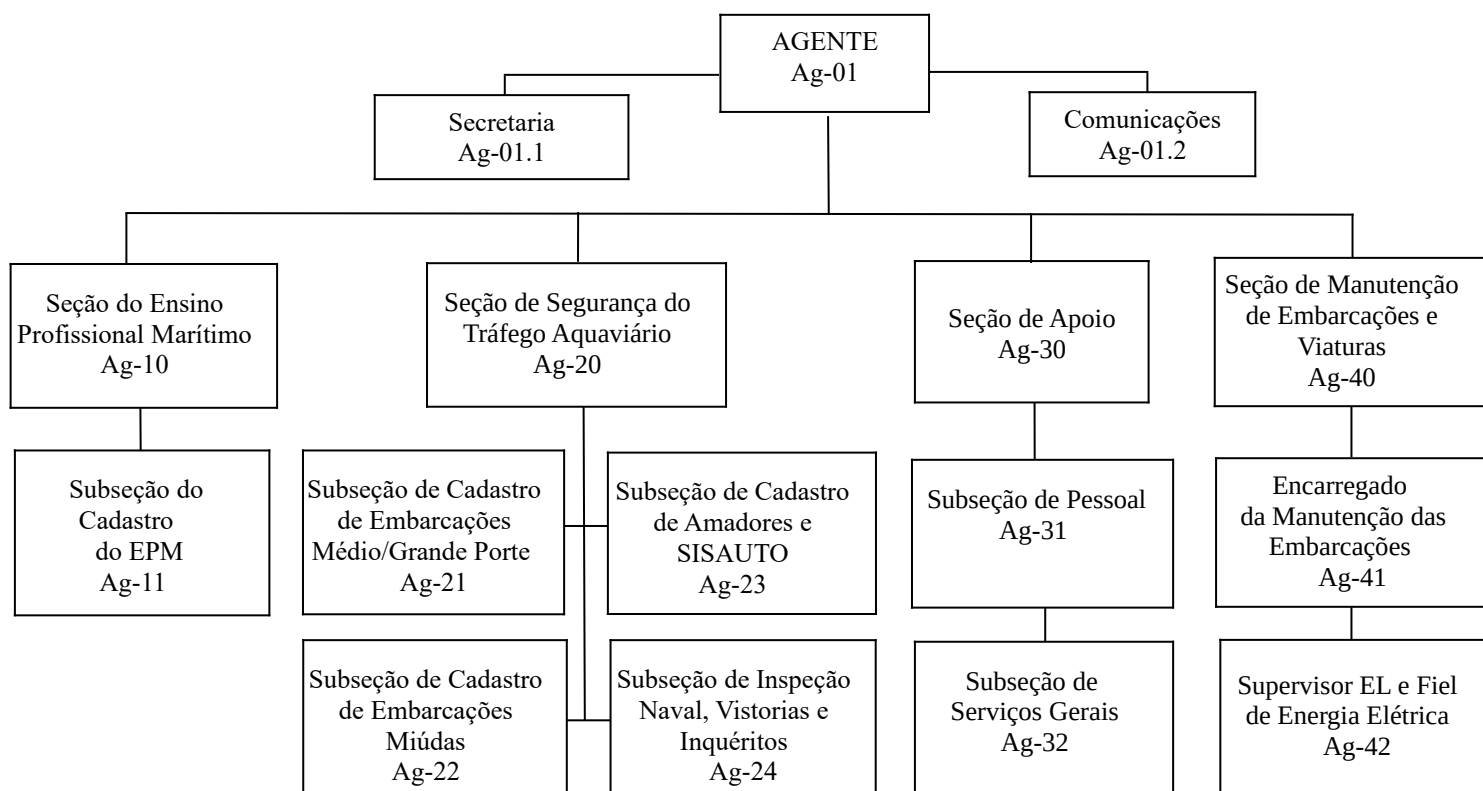 AGENTE
Ag-01
Secretaria
Ag-01.1
Comunicações
Ag-01.2
Seção do Ensino
Profissional Marítimo
Ag-10
Seção de Segurança do
Tráfego Aquaviário
Ag-20
Seção de Apoio
Ag-30
Seção de Manutenção
de Embarcações e
Viaturas
Ag-40
Subseção do
Cadastro
do EPM
Ag-11
Subseção de Cadastro
de Embarcações
Médio/Grande Porte
Ag-21
Subseção de Cadastro
de Amadores e
SISAUTO
Ag-23
Subseção de Pessoal
Ag-31
Encarregado
da Manutenção das
Embarcações
Ag-41
Subseção de Cadastro
de Embarcações
Miúdas
Ag-22
Subseção de Inspeção
Naval, Vistorias e
Inquéritos
Ag-24
Subseção de
Serviços Gerais
Ag-32
Supervisor EL e Fiel
de Energia Elétrica
Ag-42